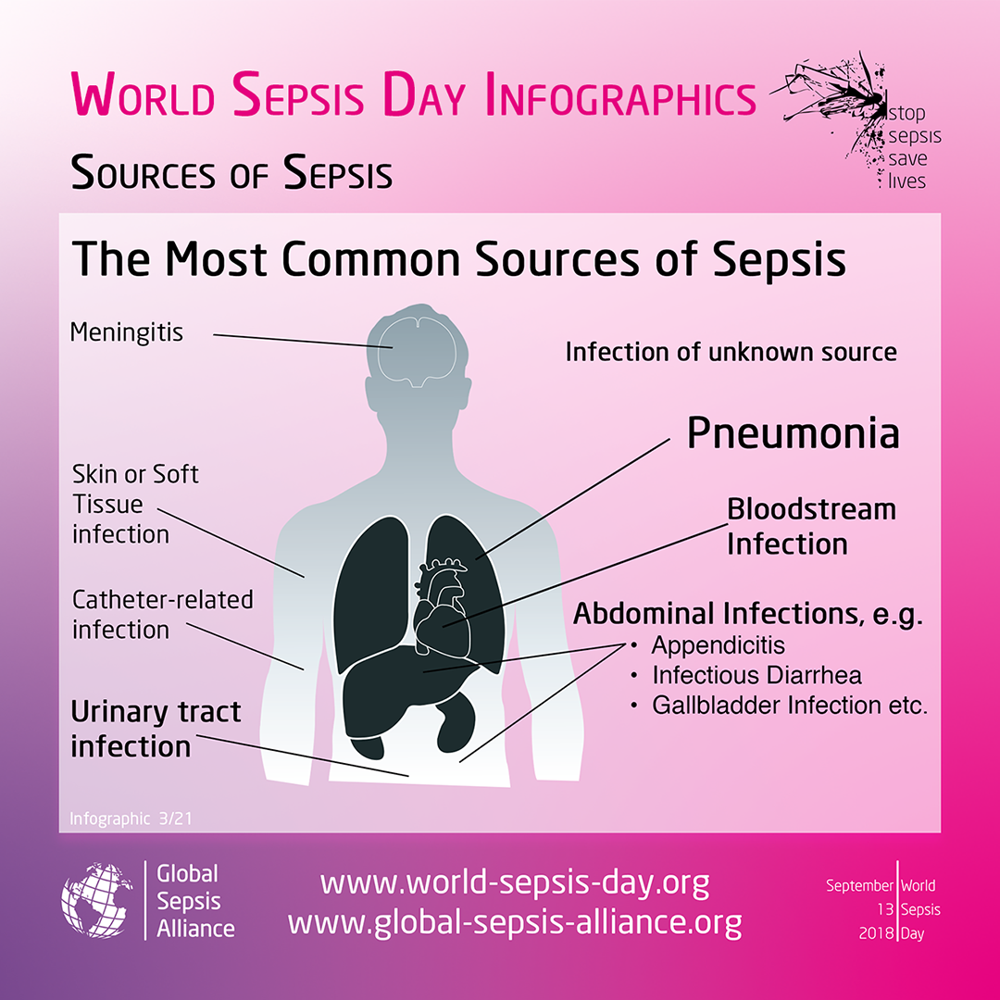 World Sepsis Day Infographics
stop
sepsis
save
lives
Sources of Sepsis
The Most Common Sources of Sepsis
Meningitis
Infection of unknown source
Pneumonia
Skin or Soft
Tissue
infection
Bloodstream
Infection
Catheter-related
infection
Abdominal Infections, e.g.
• Appendicitis
• Infectious Diarrhea
• Gallbladder Infection etc.
Urinary tract
infection
Infographic 3/21
Global
Sepsis
Alliance
www.world-sepsis-day.org
www.global-sepsis-alliance.org
September World
13 Sepsis
2018 Day